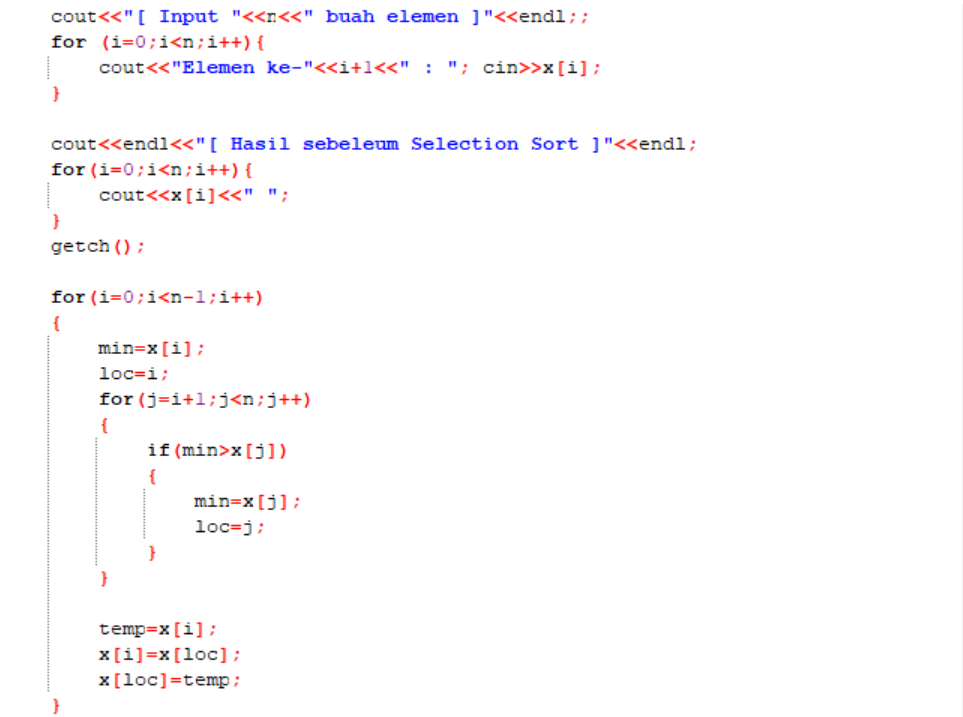 cout<<"[ Input "<<n<<" buah elemen ]"<<endl;;
for (i=0;i<n;i++){
cout<<"Elemen ke-"<<i+1<<" : "; cin>>x[i];
}
cout<<endl<<"[ Hasil sebeleum Selection Sort ]"<<endl;
for(i=0;i<n;i++){
cout<<x[i]<<" ";
}
getch();
for(i=0;i<n-1;i++)
{
min=x[i];
loc=i;
for(j=i+1;j<n;j++)
{
if(min>x[j])
{
min=x[j];
loc=j;
}
}
temp=x[i];
x[i]=x[loc];
x[loc]=temp;
}